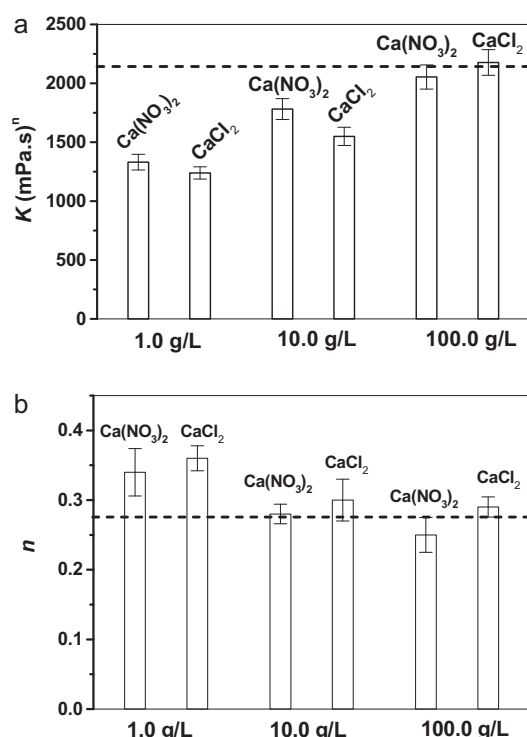 a
2500
2000
1500
1000
500
0
K (mPa.s)ⁿ
Ca(NO₃)₂
CaCl₂
Ca(NO₃)₂
CaCl₂
Ca(NO₃)₂
CaCl₂
1.0 g/L 10.0 g/L 100.0 g/L
b
0.4
0.3
0.2
0.1
0.0
n
Ca(NO₃)₂
CaCl₂
Ca(NO₃)₂
CaCl₂
Ca(NO₃)₂
CaCl₂
1.0 g/L 10.0 g/L 100.0 g/L